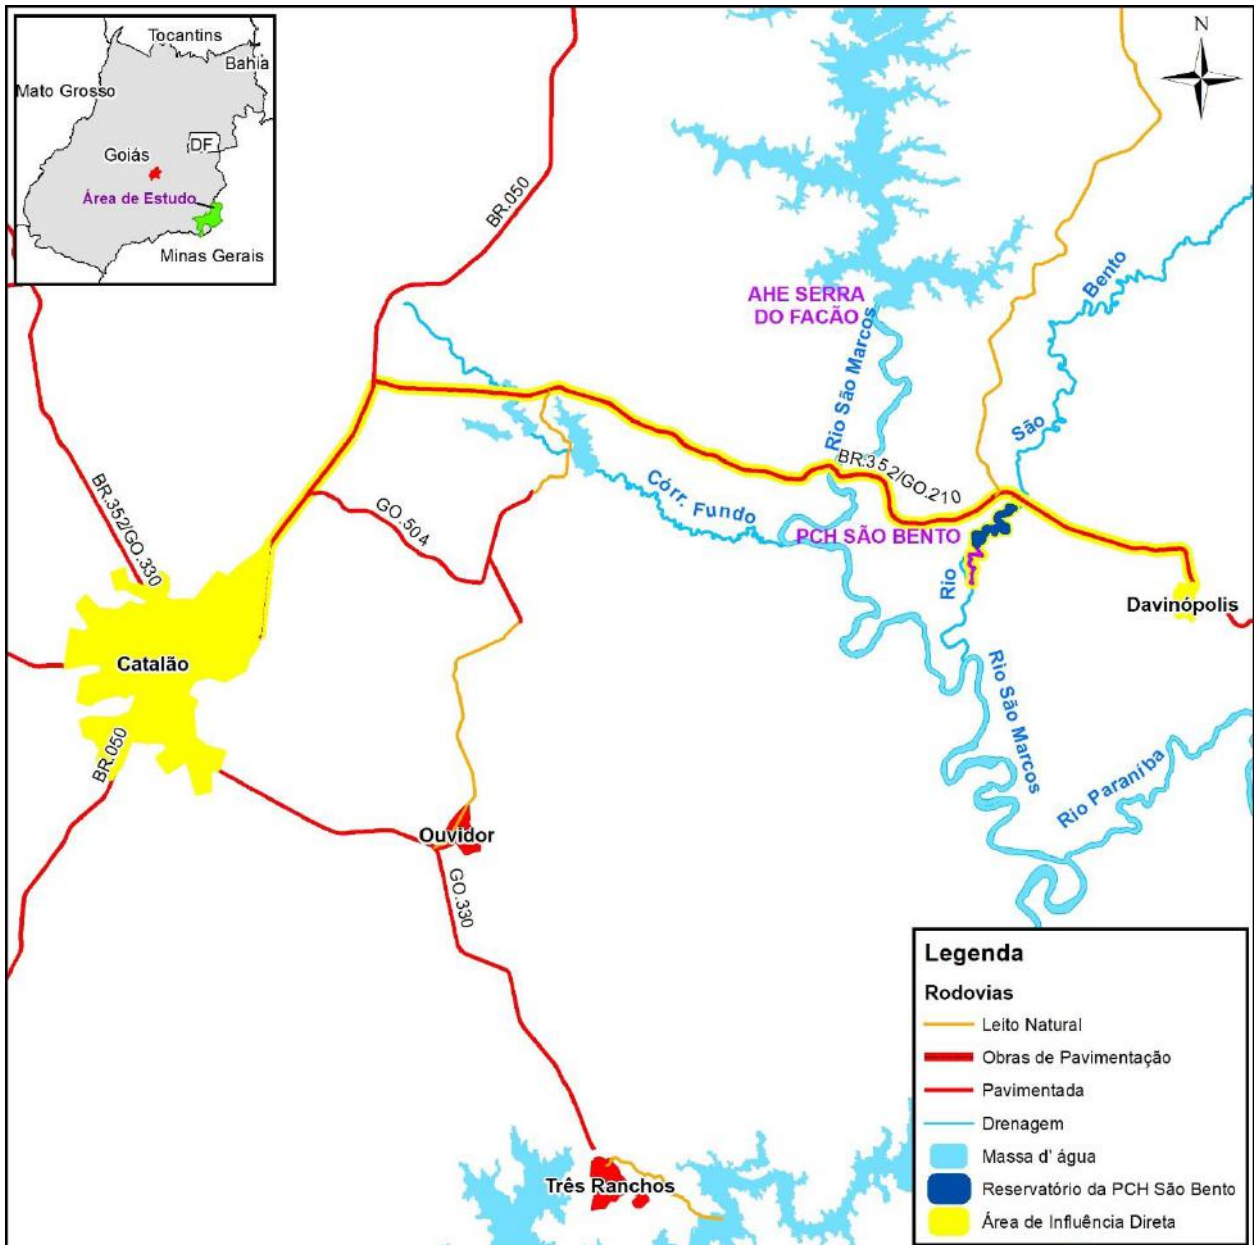 Tocantins
Bahia
Mato Grosso
DF
Goiás
Área de Estudo
Minas Gerais
N
BR.050
Bento
AHE SERRA
DO FACÃO
Rio São Marcos
São
BR.352/GO.210
BR.352/GO.330
GO.504
Córr. Fundo
PCH SÃO BENTO
Rio
Davinópolis
Catalão
Rio São Marcos
BR.050
Rio Paraníba
Ouvidor
GO.330
Três Ranchos
Legenda
Rodovias
Leito Natural
Obras de Pavimentação
Pavimentada
Drenagem
Massa d' água
Reservatório da PCH São Bento
Área de Influência Direta